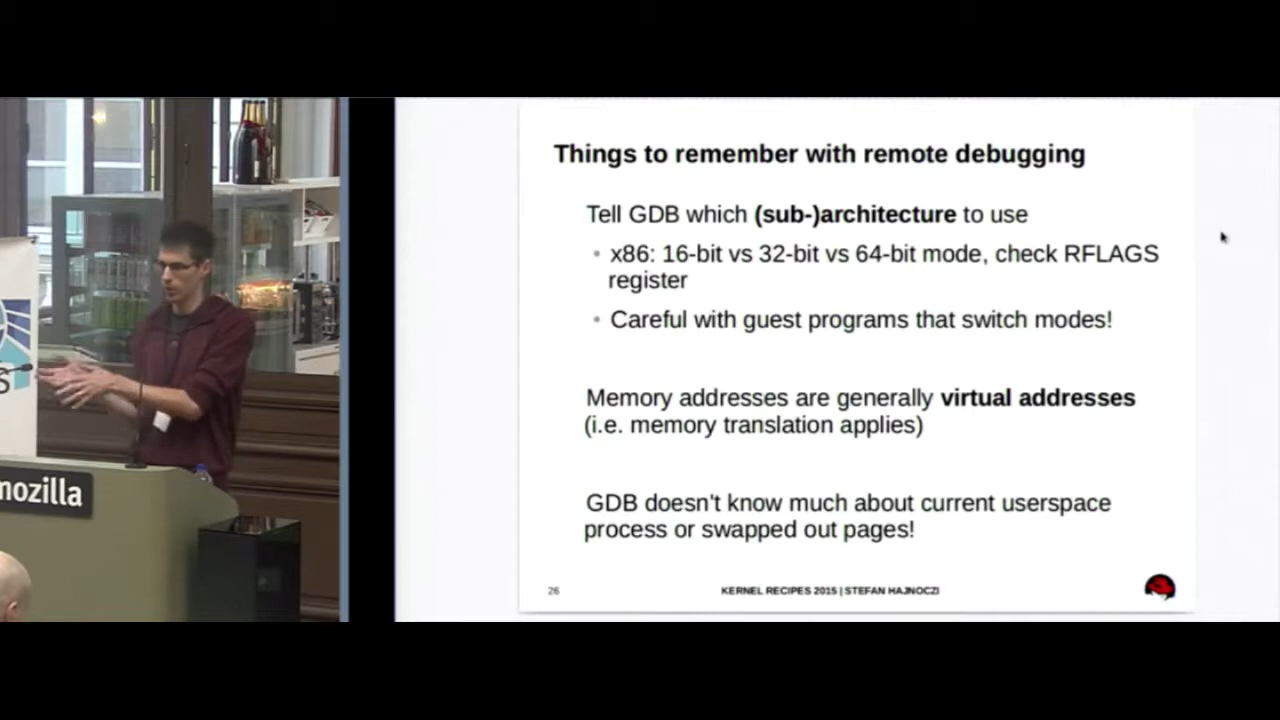 Things to remember with remote debugging
Tell GDB which (sub-)architecture to use
• x86: 16-bit vs 32-bit vs 64-bit mode, check RFLAGS
register
• Careful with guest programs that switch modes!
Memory addresses are generally virtual addresses
(i.e. memory translation applies)
GDB doesn't know much about current userspace
process or swapped out pages!
26
KERNEL RECIPES 2015 | STEFAN HAJNOCZI
mozilla
S